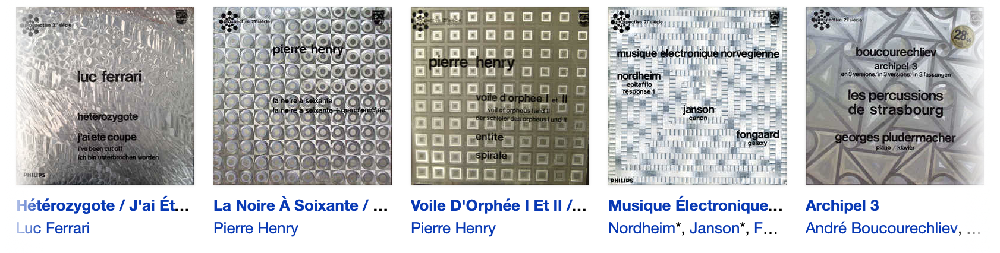 prospective 21e siècle
PHILIPS
luc ferrari
hétérozygote
j'ai été coupé
i've been cut off
ich bin unterbrochen worden
PHILIPS
prospective 21e siècle
pierre henry
la noire à soixante
la noire à soixante + granulométrie
prospective 21e siècle
pierre henry
voile d orphée I et II
veil of orpheus I and II
der schleier des orpheus I und II
entité
spirale
prospective 21e siècle
musique electronique norvegienne
nordheim
epitaffio
response 1
janson
canon
fongaard
galaxy
PHILIPS
prospective 21e siècle
28
boucourechliev
archipel 3
en 3 versions/in 3 versions/in 3 fassungen
les percussions
de strasbourg
georges pludermacher
piano / klavier
Hétérozygote / J'ai Ét...
Luc Ferrari
La Noire À Soixante / ...
Pierre Henry
Voile D'Orphée I Et II /...
Pierre Henry
Musique Électronique...
Nordheim*, Janson*, F...
Archipel 3
André Boucourechliev, ...